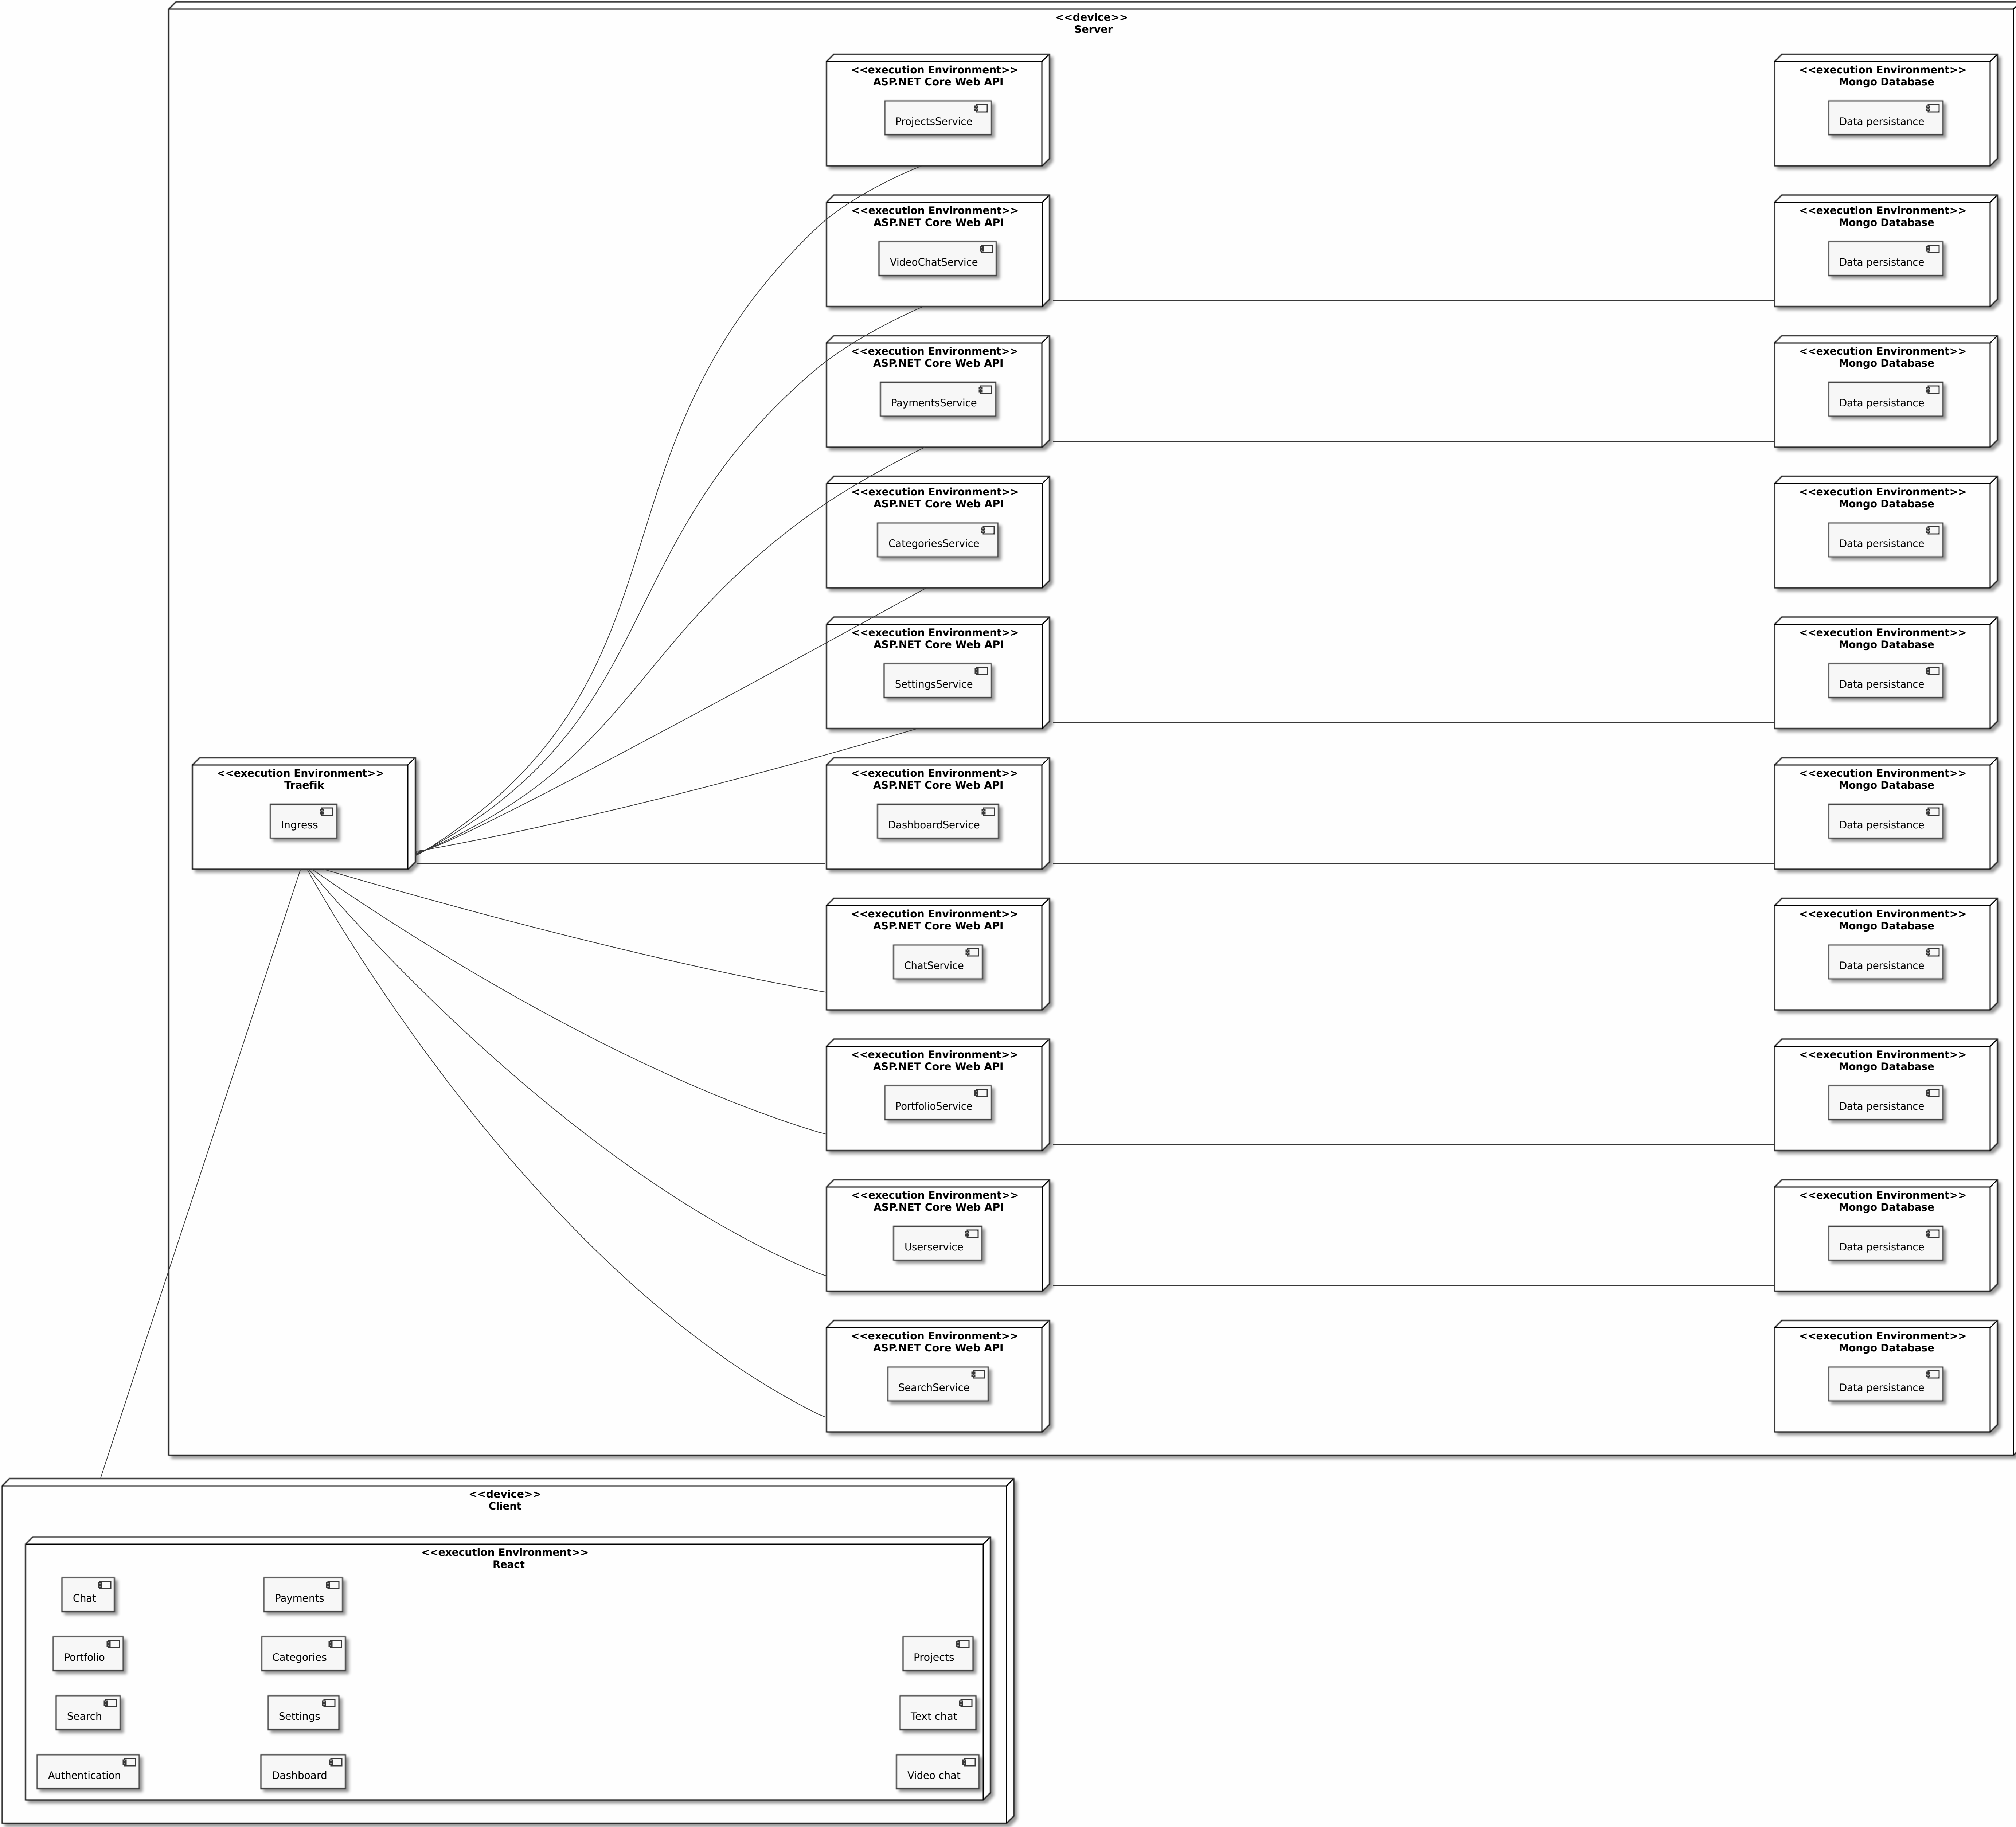 <<device>>
Server
<<execution Environment>>
ASP.NET Core Web API
ProjectsService
<<execution Environment>>
Mongo Database
Data persistance
<<execution Environment>>
ASP.NET Core Web API
VideoChatService
<<execution Environment>>
Mongo Database
Data persistance
<<execution Environment>>
ASP.NET Core Web API
PaymentsService
<<execution Environment>>
Mongo Database
Data persistance
<<execution Environment>>
ASP.NET Core Web API
CategoriesService
<<execution Environment>>
Mongo Database
Data persistance
<<execution Environment>>
ASP.NET Core Web API
SettingsService
<<execution Environment>>
Mongo Database
Data persistance
<<execution Environment>>
Traefik
Ingress
<<execution Environment>>
ASP.NET Core Web API
DashboardService
<<execution Environment>>
Mongo Database
Data persistance
<<execution Environment>>
ASP.NET Core Web API
ChatService
<<execution Environment>>
Mongo Database
Data persistance
<<execution Environment>>
ASP.NET Core Web API
PortfolioService
<<execution Environment>>
Mongo Database
Data persistance
<<execution Environment>>
ASP.NET Core Web API
Userservice
<<execution Environment>>
Mongo Database
Data persistance
<<execution Environment>>
ASP.NET Core Web API
SearchService
<<execution Environment>>
Mongo Database
Data persistance
<<device>>
Client
<<execution Environment>>
React
Chat
Payments
Portfolio
Categories
Projects
Search
Settings
Text chat
Authentication
Dashboard
Video chat